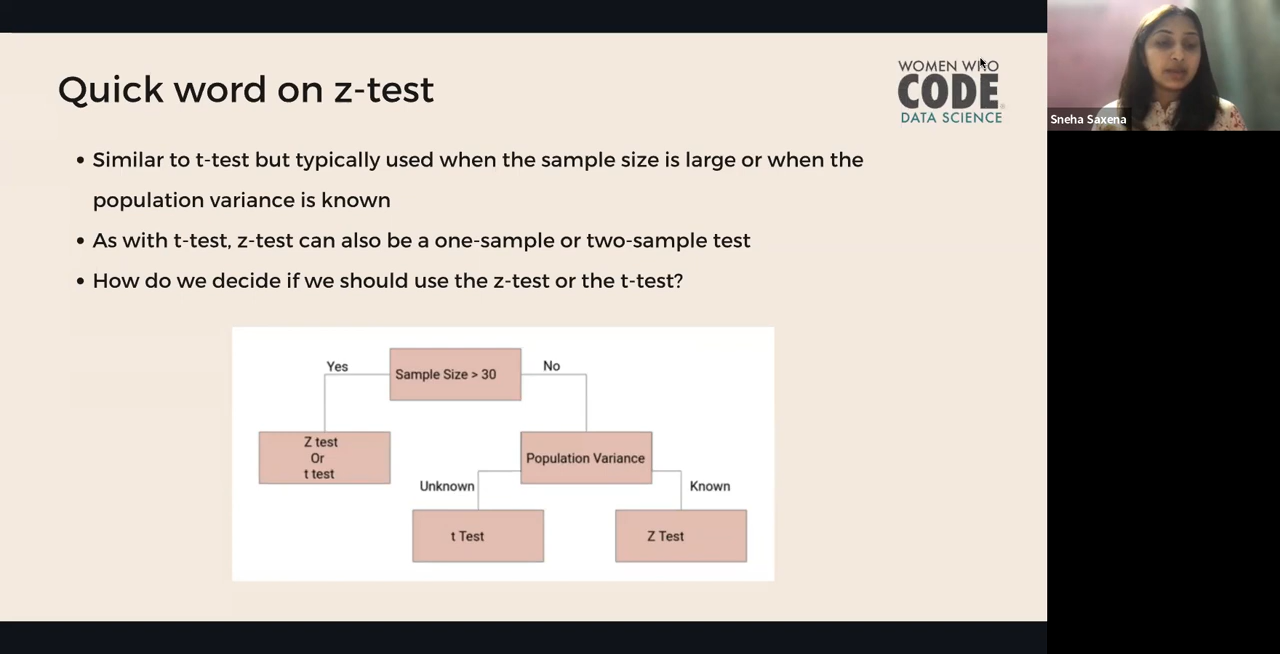 Quick word on z-test
WOMEN WHO
CODE
DATA SCIENCE
Sneha Saxena
• Similar to t-test but typically used when the sample size is large or when the
population variance is known
• As with t-test, z-test can also be a one-sample or two-sample test
• How do we decide if we should use the z-test or the t-test?
Yes
Sample Size > 30
No
Z test
Or
t test
Population Variance
Unknown
Known
t Test
Z Test